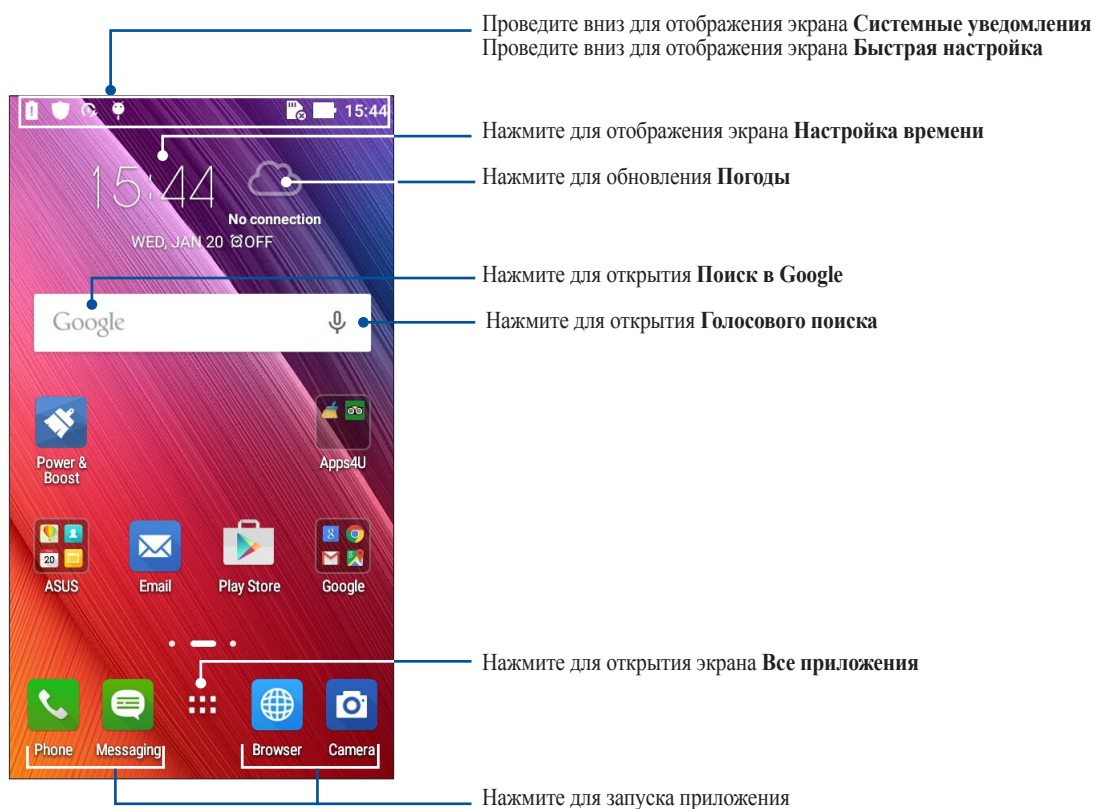 Проведите вниз для отображения экрана Системные уведомления
Проведите вниз для отображения экрана Быстрая настройка
15:44
Нажмите для отображения экрана Настройка времени
15:44
Нажмите для обновления Погоды
No connection
WED, JAN 20 OFF
Нажмите для открытия Поиск в Google
Google
Нажмите для открытия Голосового поиска
Power &
Boost
Apps4U
20
8
ASUS
Email
Play Store
Google
Нажмите для открытия экрана Все приложения
Phone
Messaging
Browser
Camera
Нажмите для запуска приложения